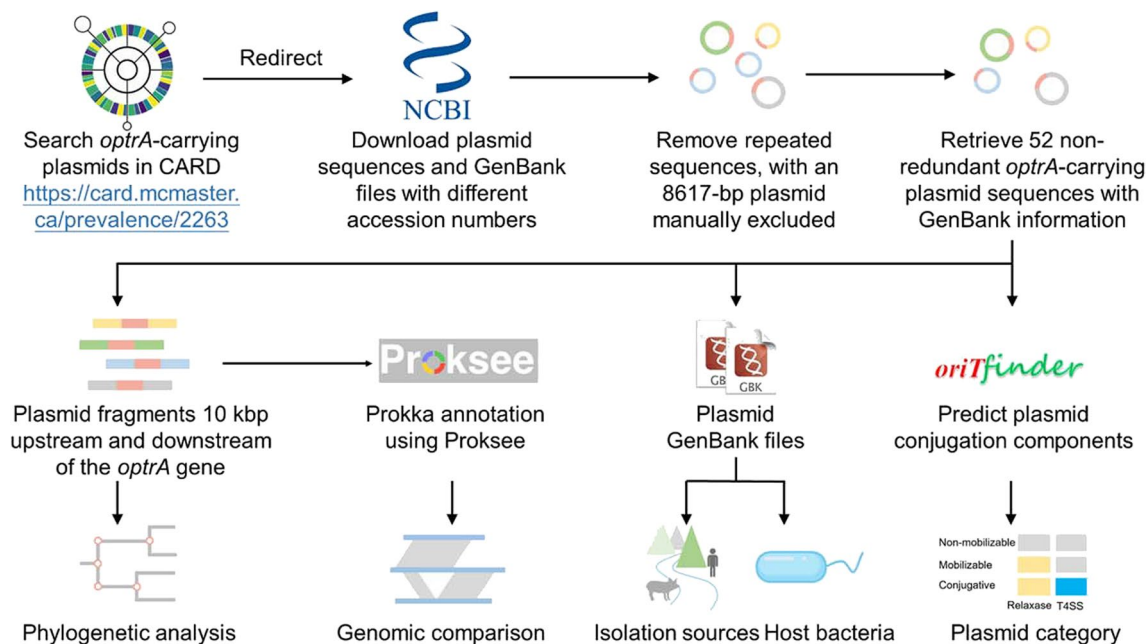 Redirect
NCBI
Search optrA-carrying
plasmids in CARD
https://card.mcmaster.
ca/prevalence/2263
Download plasmid
sequences and GenBank
files with different
accession numbers
Remove repeated
sequences, with an
8617-bp plasmid
manually excluded
Retrieve 52 non-
redundant optrA-carrying
plasmid sequences with
GenBank information
Proksee
GBK
oriTfinder
Plasmid fragments 10 kbp
upstream and downstream
of the optrA gene
Prokka annotation
using Proksee
Plasmid
GenBank files
Predict plasmid
conjugation components
Non-mobilizable
Mobilizable
Conjugative
Relaxase T4SS
Phylogenetic analysis
Genomic comparison
Isolation sources
Host bacteria
Plasmid category